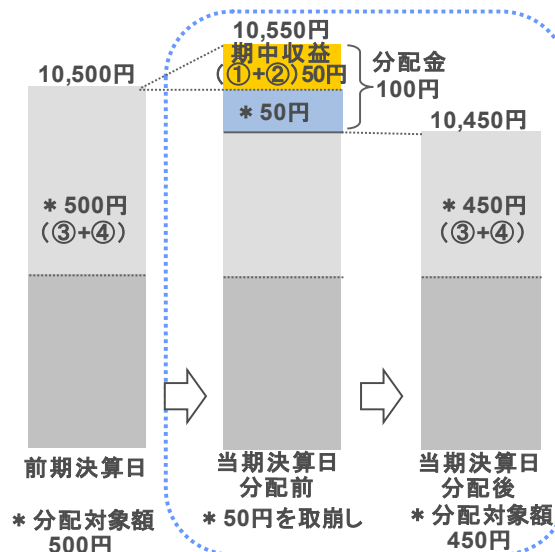 10,500円
10,550円
期中収益
(①+②)50円
分配金
100円
*50円
10,450円
*500円
(③+④)
*450円
(③+④)
前期決算日
当期決算日
分配前
当期決算日
分配後
*分配対象額
500円
*50円を取崩し
*分配対象額
450円